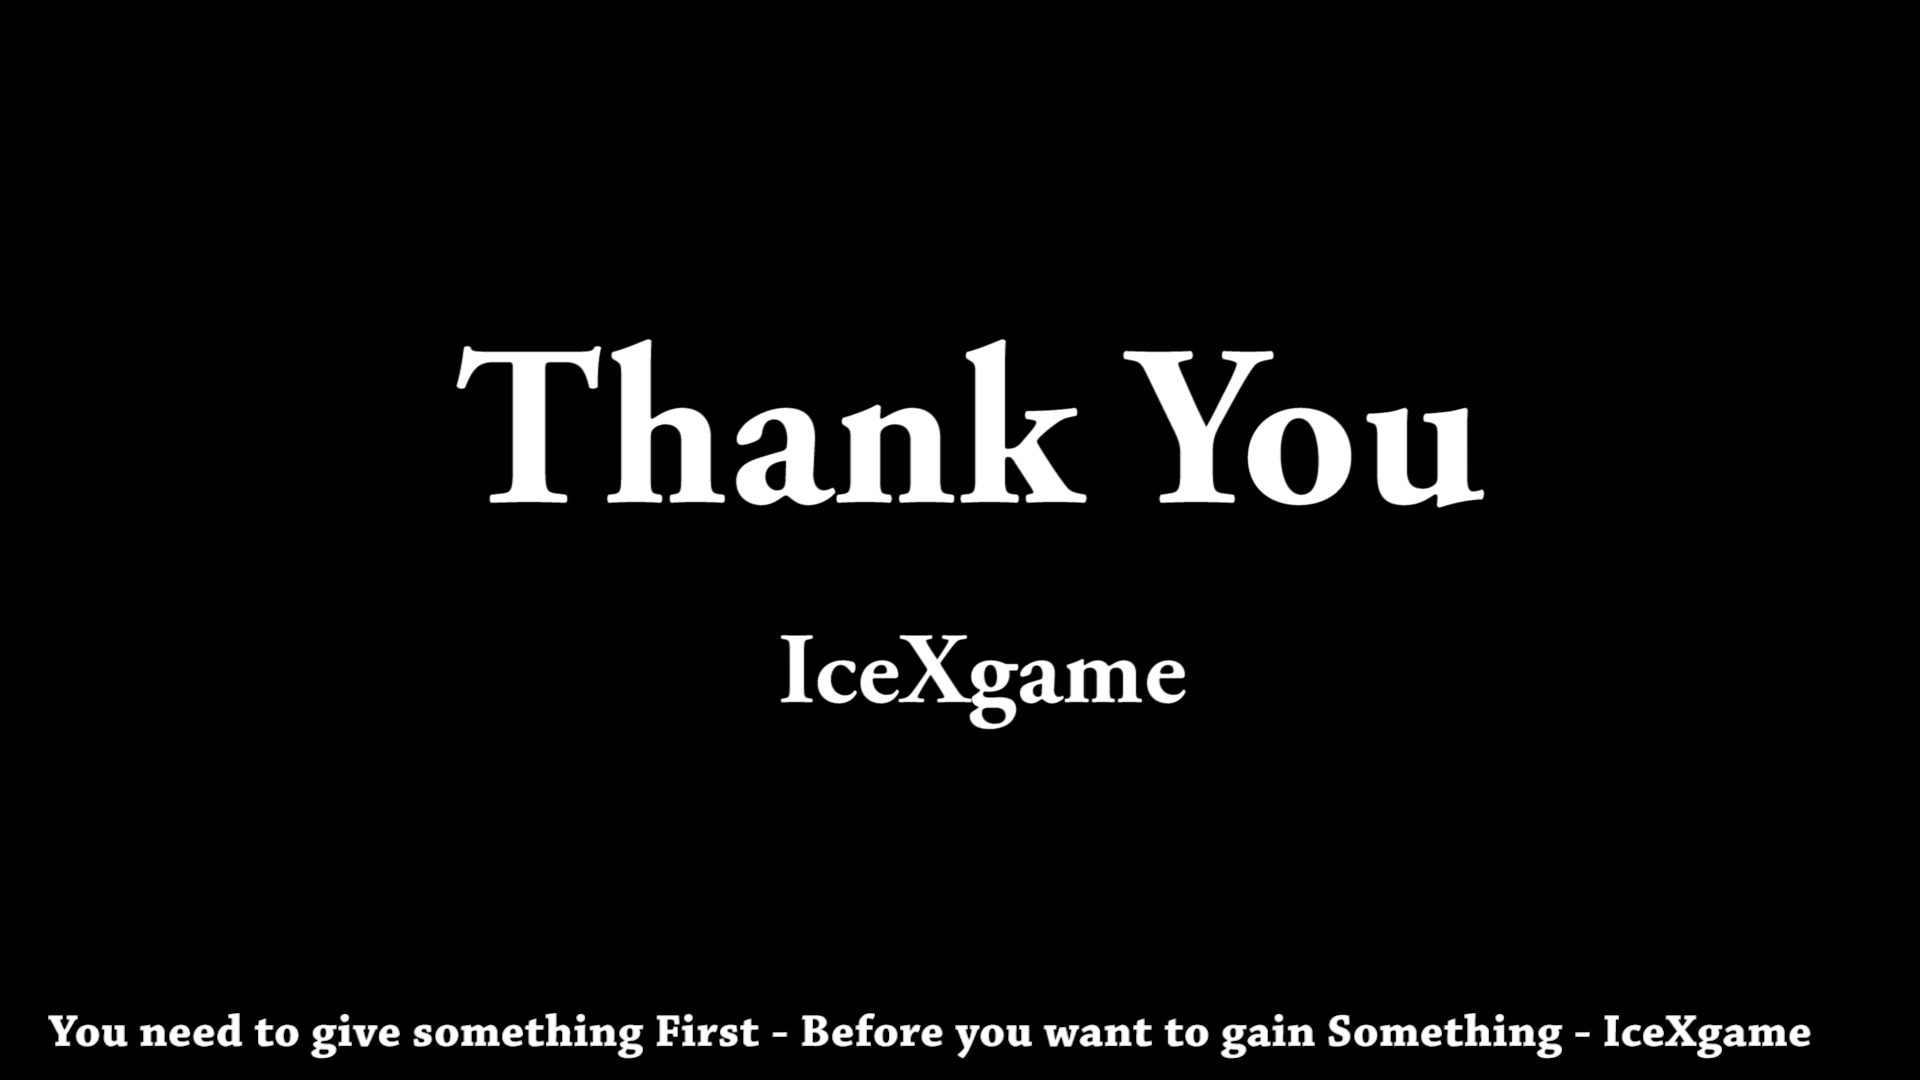 Thank You
IceXgame
You need to give something First - Before you want to gain Something - IceXgame